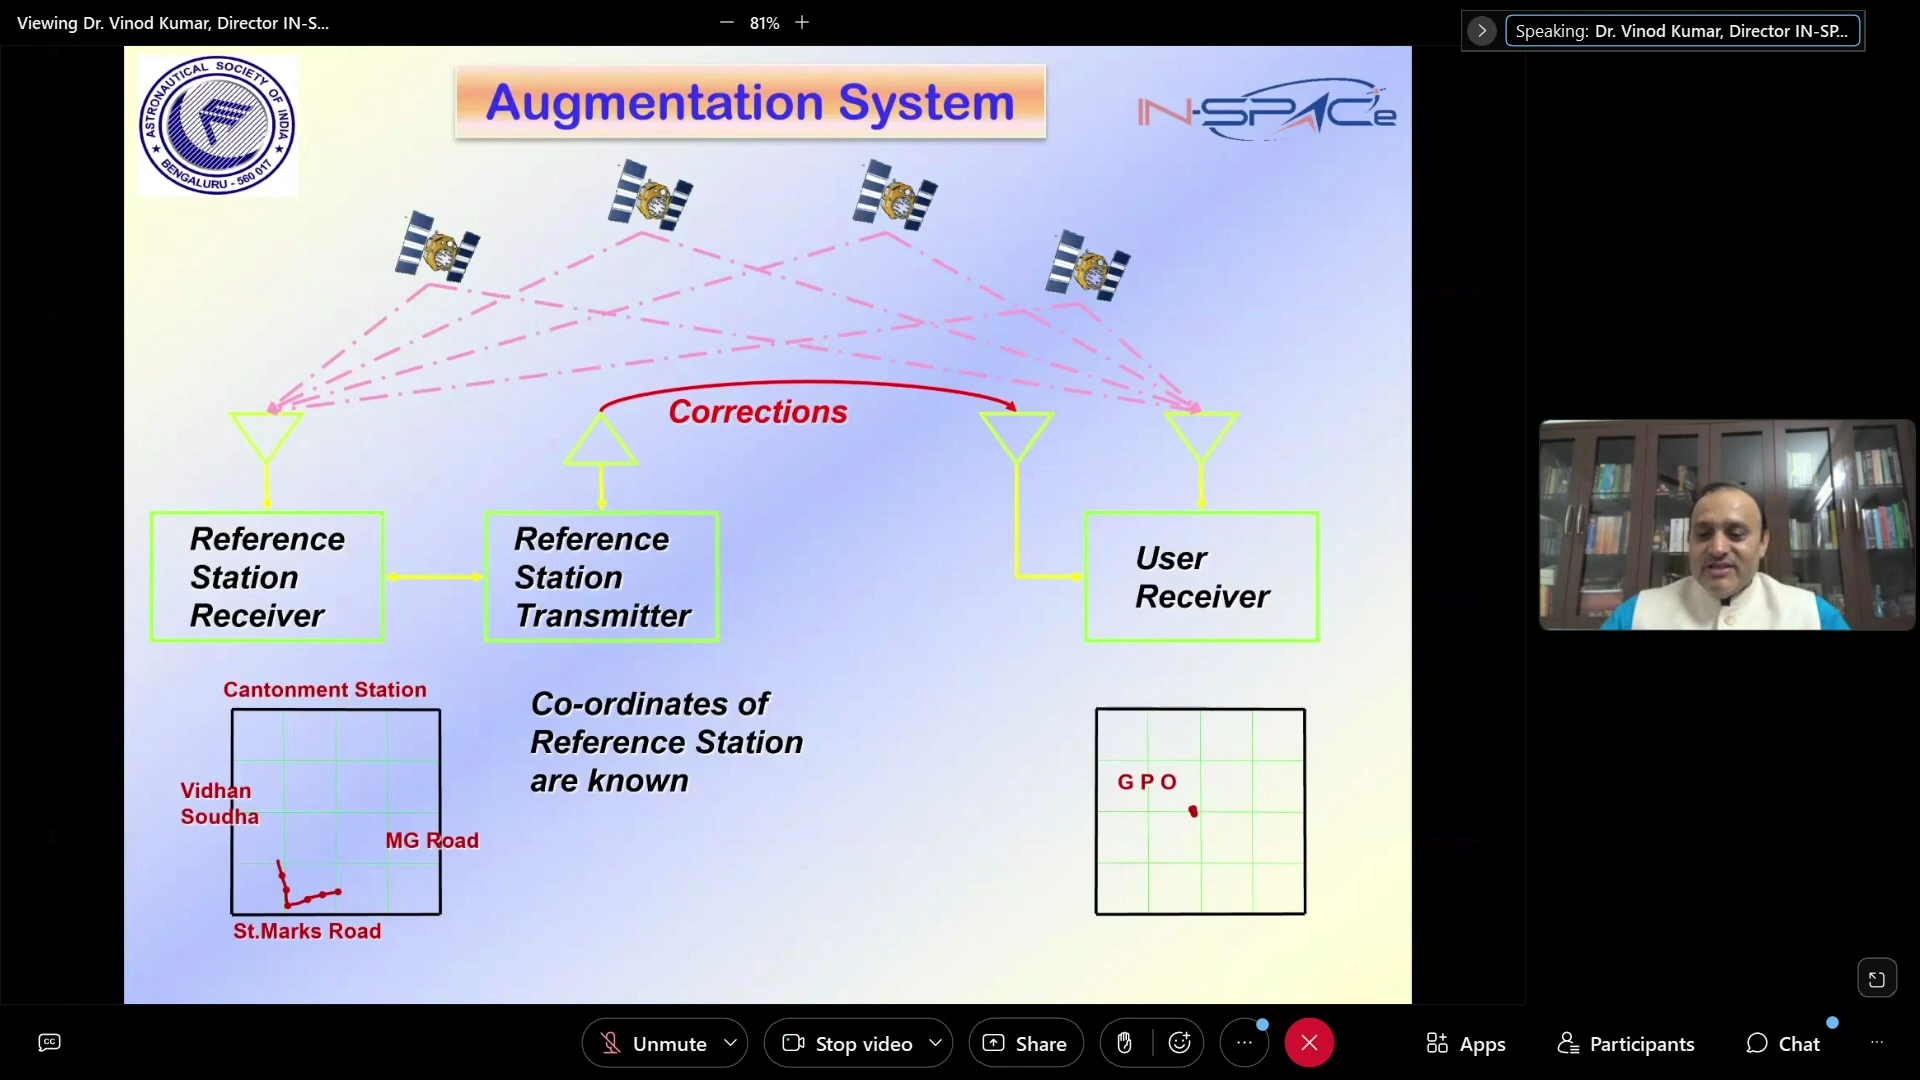 Viewing Dr. Vinod Kumar, Director IN-S...
81%
Speaking: Dr. Vinod Kumar, Director IN-SP...
ASTRONAUTICAL SOCIETY OF INDIA
BENGALURU - 560 017
Augmentation System
IN-SPACe
Corrections
Reference
Station
Receiver
Reference
Station
Transmitter
User
Receiver
Cantonment Station
Vidhan
Soudha
MG Road
St.Marks Road
Co-ordinates of
Reference Station
are known
G P O
CC
Unmute
Stop video
Share
Apps
Participants
Chat